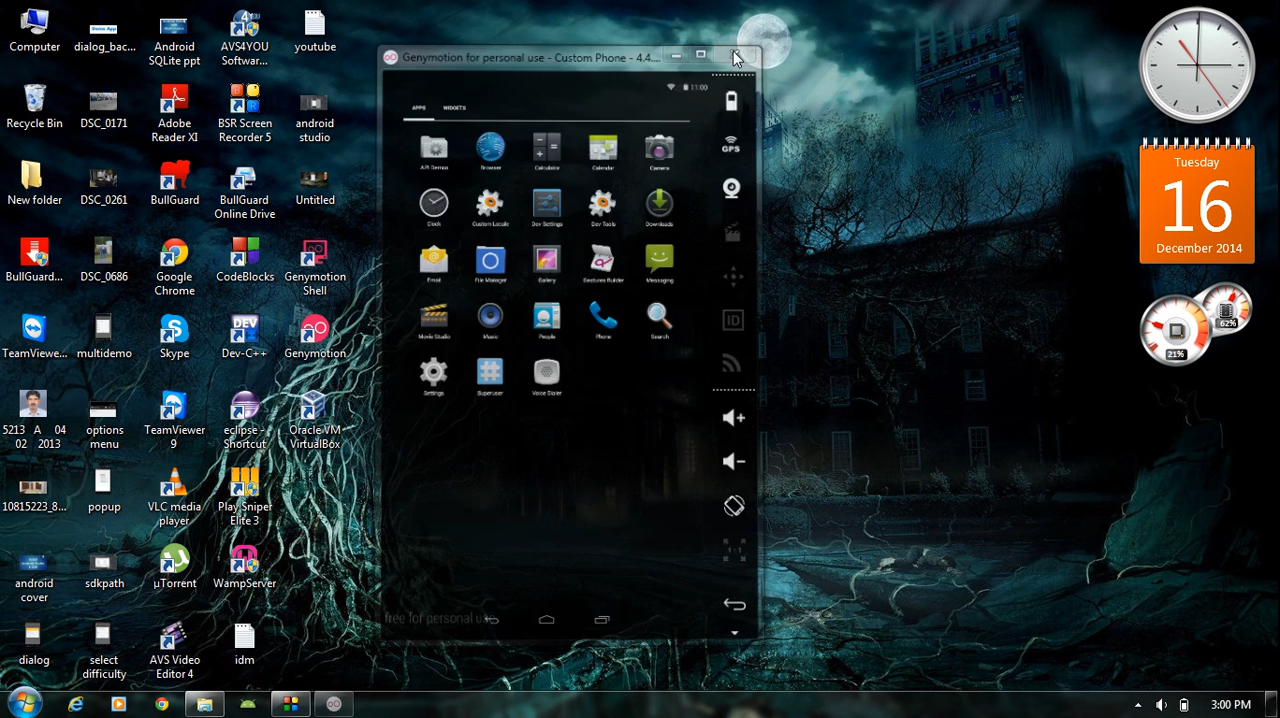 Computer
dialog_bac...
Android
SQLite ppt
AVS4YOU
Softwar...
youtube
Recycle Bin
DSC_0171
Adobe
Reader XI
BSR Screen
Recorder 5
android
studio
New folder
DSC_0261
BullGuard
BullGuard
Online Drive
Untitled
BullGuard...
DSC_0686
Google
Chrome
CodeBlocks
Genymotion
Shell
TeamViewe...
multidemo
Skype
Dev-C++
Genymotion
5213 A 04
02 2013
options
menu
TeamViewer
9
eclipse -
Shortcut
Oracle VM
VirtualBox
10815223_8...
popup
VLC media
player
Play Sniper
Elite 3
android
cover
sdkpath
µTorrent
WampServer
dialog
select
difficulty
AVS Video
Editor 4
idm
Genymotion for personal use - Custom Phone - 4.4....
11:00
APPS WIDGETS
API Demos
Browser
Calculator
Calendar
Camera
Clock
Custom Locale
Dev Settings
Dev Tools
Downloads
Email
File Manager
Gallery
Gestures Builder
Messaging
Movie Studio
Music
People
Phone
Search
Settings
Superuser
Voice Dialer
free for personal use
GPS
ID
1:1
Tuesday
16
December 2014
62%
21%
3:00 PM